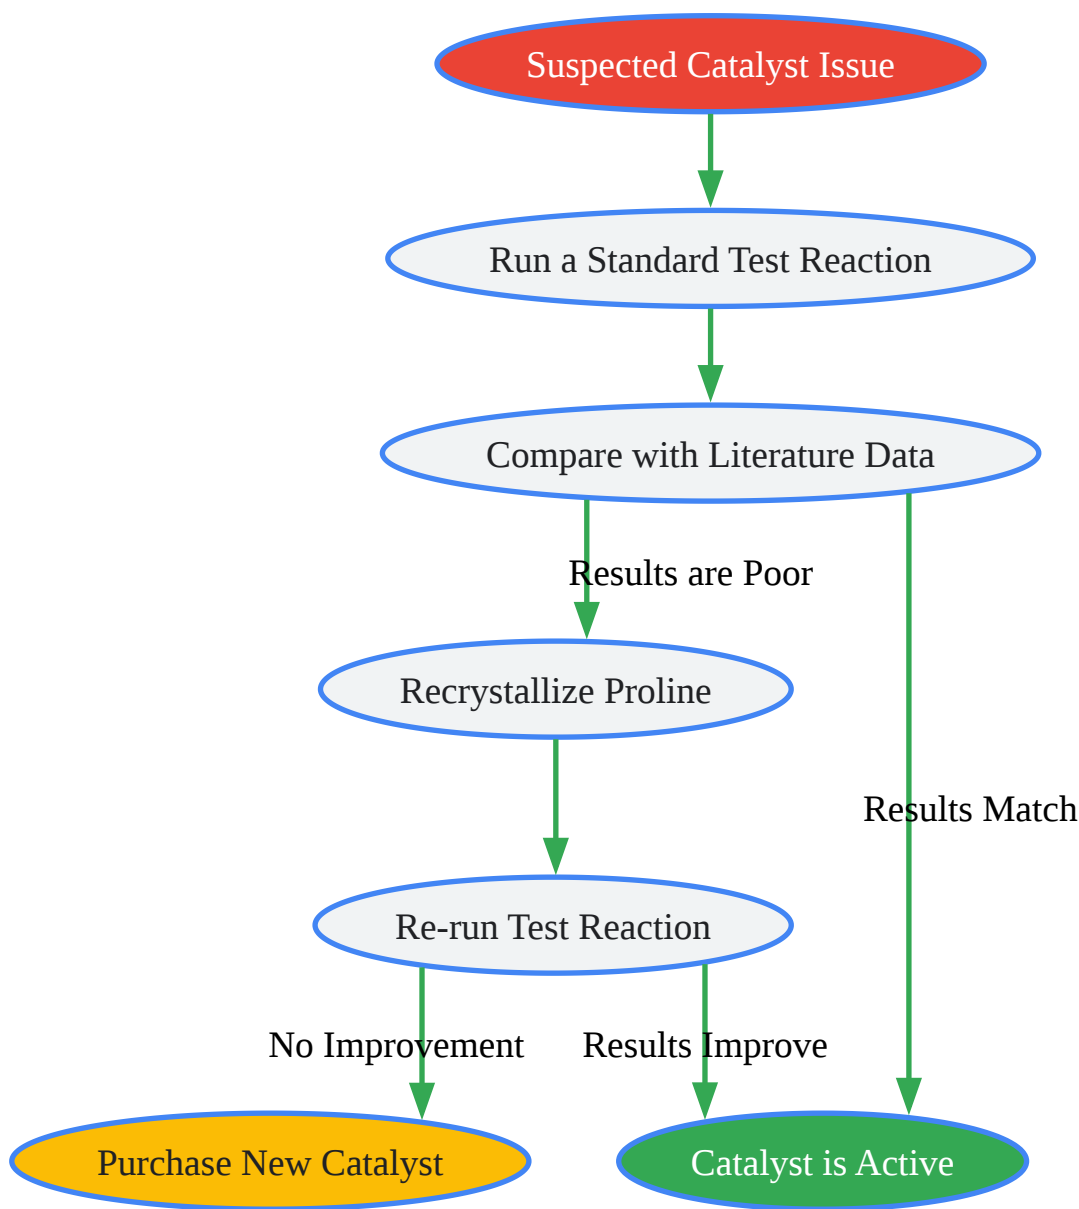 Suspected Catalyst Issue
Run a Standard Test Reaction
Compare with Literature Data
Results are Poor
Recrystallize Proline
Results Match
Re-run Test Reaction
No Improvement
Results Improve
Purchase New Catalyst
Catalyst is Active